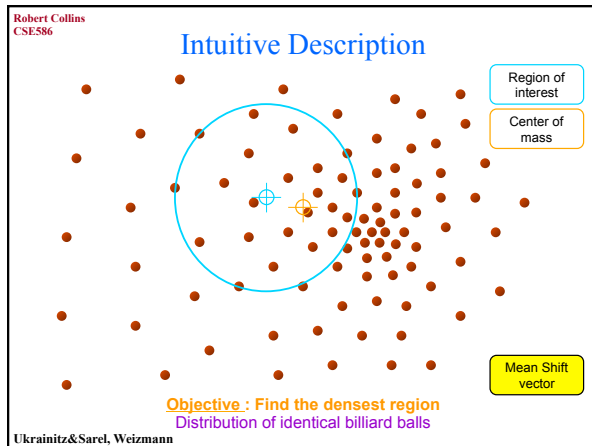 Robert Collins
CSE586
Intuitive Description
Region of
interest
Center of
mass
Mean Shift
vector
Objective : Find the densest region
Distribution of identical billiard balls
Ukrainitz&Sarel, Weizmann